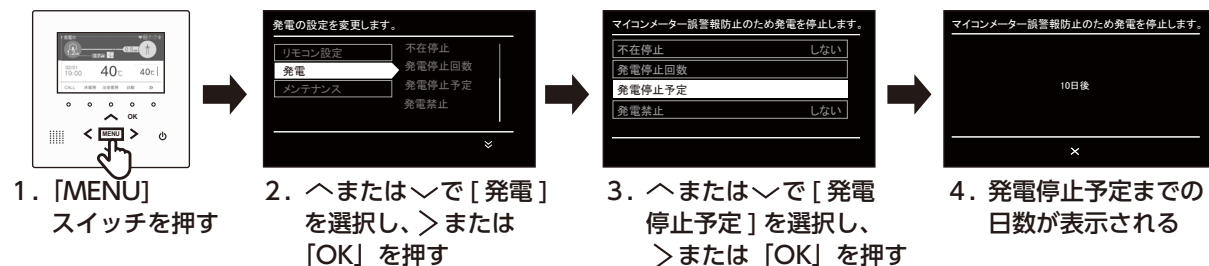 02/01
19:00
40℃
40℃
CALL
OK
MENU
1.「MENU]
スイッチを押す
発電の設定を変更します。
リモコン設定
発電
メンテナンス
不在停止
発電停止回数
発電停止予定
発電禁止
2. ヘまたは﹀で [ 発電 ]
を選択し、＞または
「OK」を押す
マイコンメーター誤警報防止のため発電を停止します。
不在停止 しない
発電停止回数
発電停止予定
発電禁止 しない
3. ヘまたは﹀で [ 発電
停止予定 ] を選択し、
＞または「OK」を押す
マイコンメーター誤警報防止のため発電を停止します。
10日後
×
4. 発電停止予定までの
日数が表示される